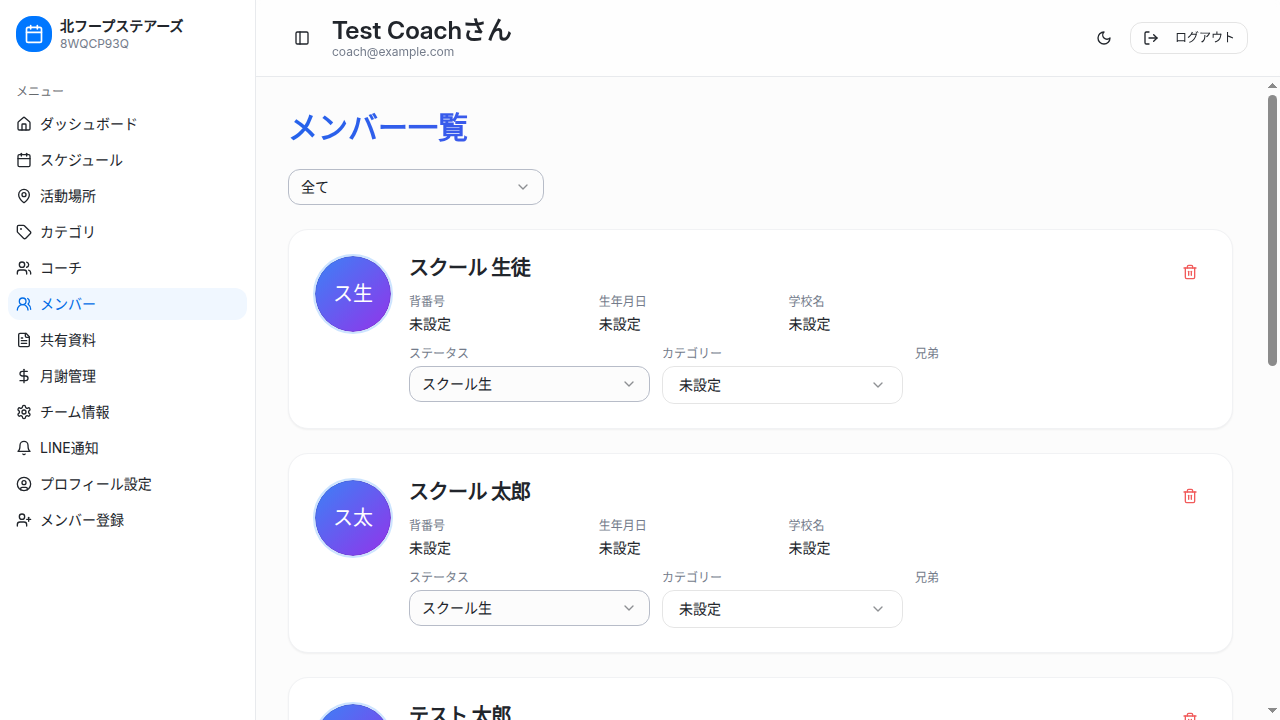 北フープステアーズ
8WQCP93Q
メニュー
ダッシュボード
スケジュール
活動場所
カテゴリ
コーチ
メンバー
共有資料
月謝管理
チーム情報
LINE通知
プロフィール設定
メンバー登録
Test Coachさん
coach@example.com
ログアウト
メンバー一覧
全て
ス生
スクール 生徒
背番号 生年月日 学校名
未設定 未設定 未設定
ステータス カテゴリー 兄弟
スクール生 未設定
ス太
スクール 太郎
背番号 生年月日 学校名
未設定 未設定 未設定
ステータス カテゴリー 兄弟
スクール生 未設定
テスト 太郎